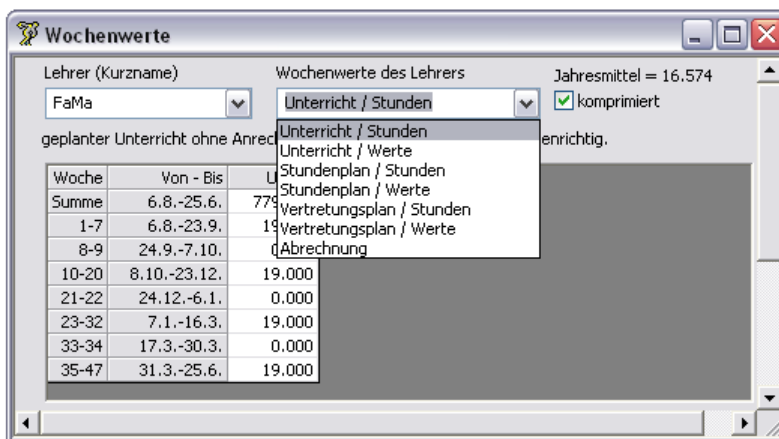 Wochenwerte
Lehrer (Kurzname)
Wochenwerte des Lehrers
Jahresmittel = 16.574
FaMa
Unterricht / Stunden
komprimiert
geplanter Unterricht ohne enrichtig.
Unterricht / Stunden
Unterricht / Werte
Stundenplan / Stunden
Stundenplan / Werte
Vertretungsplan / Stunden
Vertretungsplan / Werte
Abrechnung
Woche Von - Bis
Summe 6.8.-25.6.
1-7 6.8.-23.9.
8-9 24.9.-7.10.
10-20 8.10.-23.12. 19.000
21-22 24.12.-6.1. 0.000
23-32 7.1.-16.3. 19.000
33-34 17.3.-30.3. 0.000
35-47 31.3.-25.6. 19.000